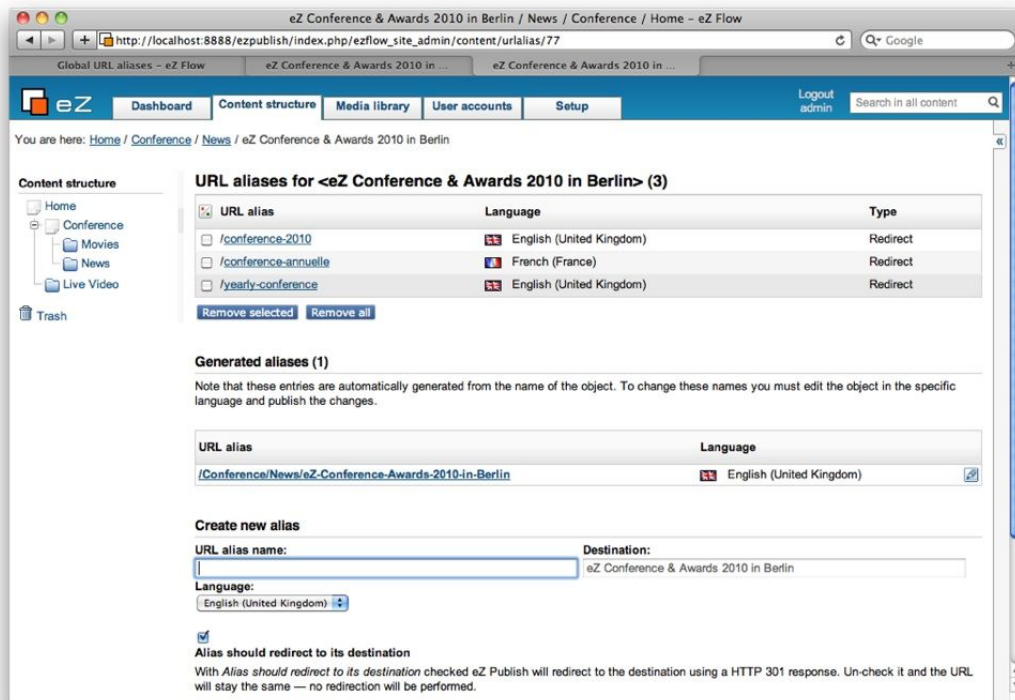 eZ Conference & Awards 2010 in Berlin / News / Conference / Home – eZ Flow
http://localhost:8888/ezpublish/index.php/ezflow_site_admin/content/urlalias/77
Google
Global URL aliases – eZ Flow
eZ Conference & Awards 2010 in ...
eZ Conference & Awards 2010 in ...
eZ
Dashboard
Content structure
Media library
User accounts
Setup
Logout
admin
Search in all content
You are here: Home / Conference / News / eZ Conference & Awards 2010 in Berlin
Content structure
Home
Conference
Movies
News
Live Video
Trash
URL aliases for <eZ Conference & Awards 2010 in Berlin> (3)
URL alias Language Type
/conference-2010 English (United Kingdom) Redirect
/conference-annuelle French (France) Redirect
/yearly-conference English (United Kingdom) Redirect
Remove selected Remove all
Generated aliases (1)
Note that these entries are automatically generated from the name of the object. To change these names you must edit the object in the specific
language and publish the changes.
URL alias Language
/Conference/News/eZ-Conference-Awards-2010-in-Berlin English (United Kingdom)
Create new alias
URL alias name: Destination:
eZ Conference & Awards 2010 in Berlin
Language:
English (United Kingdom)
Alias should redirect to its destination
With Alias should redirect to its destination checked eZ Publish will redirect to the destination using a HTTP 301 response. Un-check it and the URL
will stay the same — no redirection will be performed.